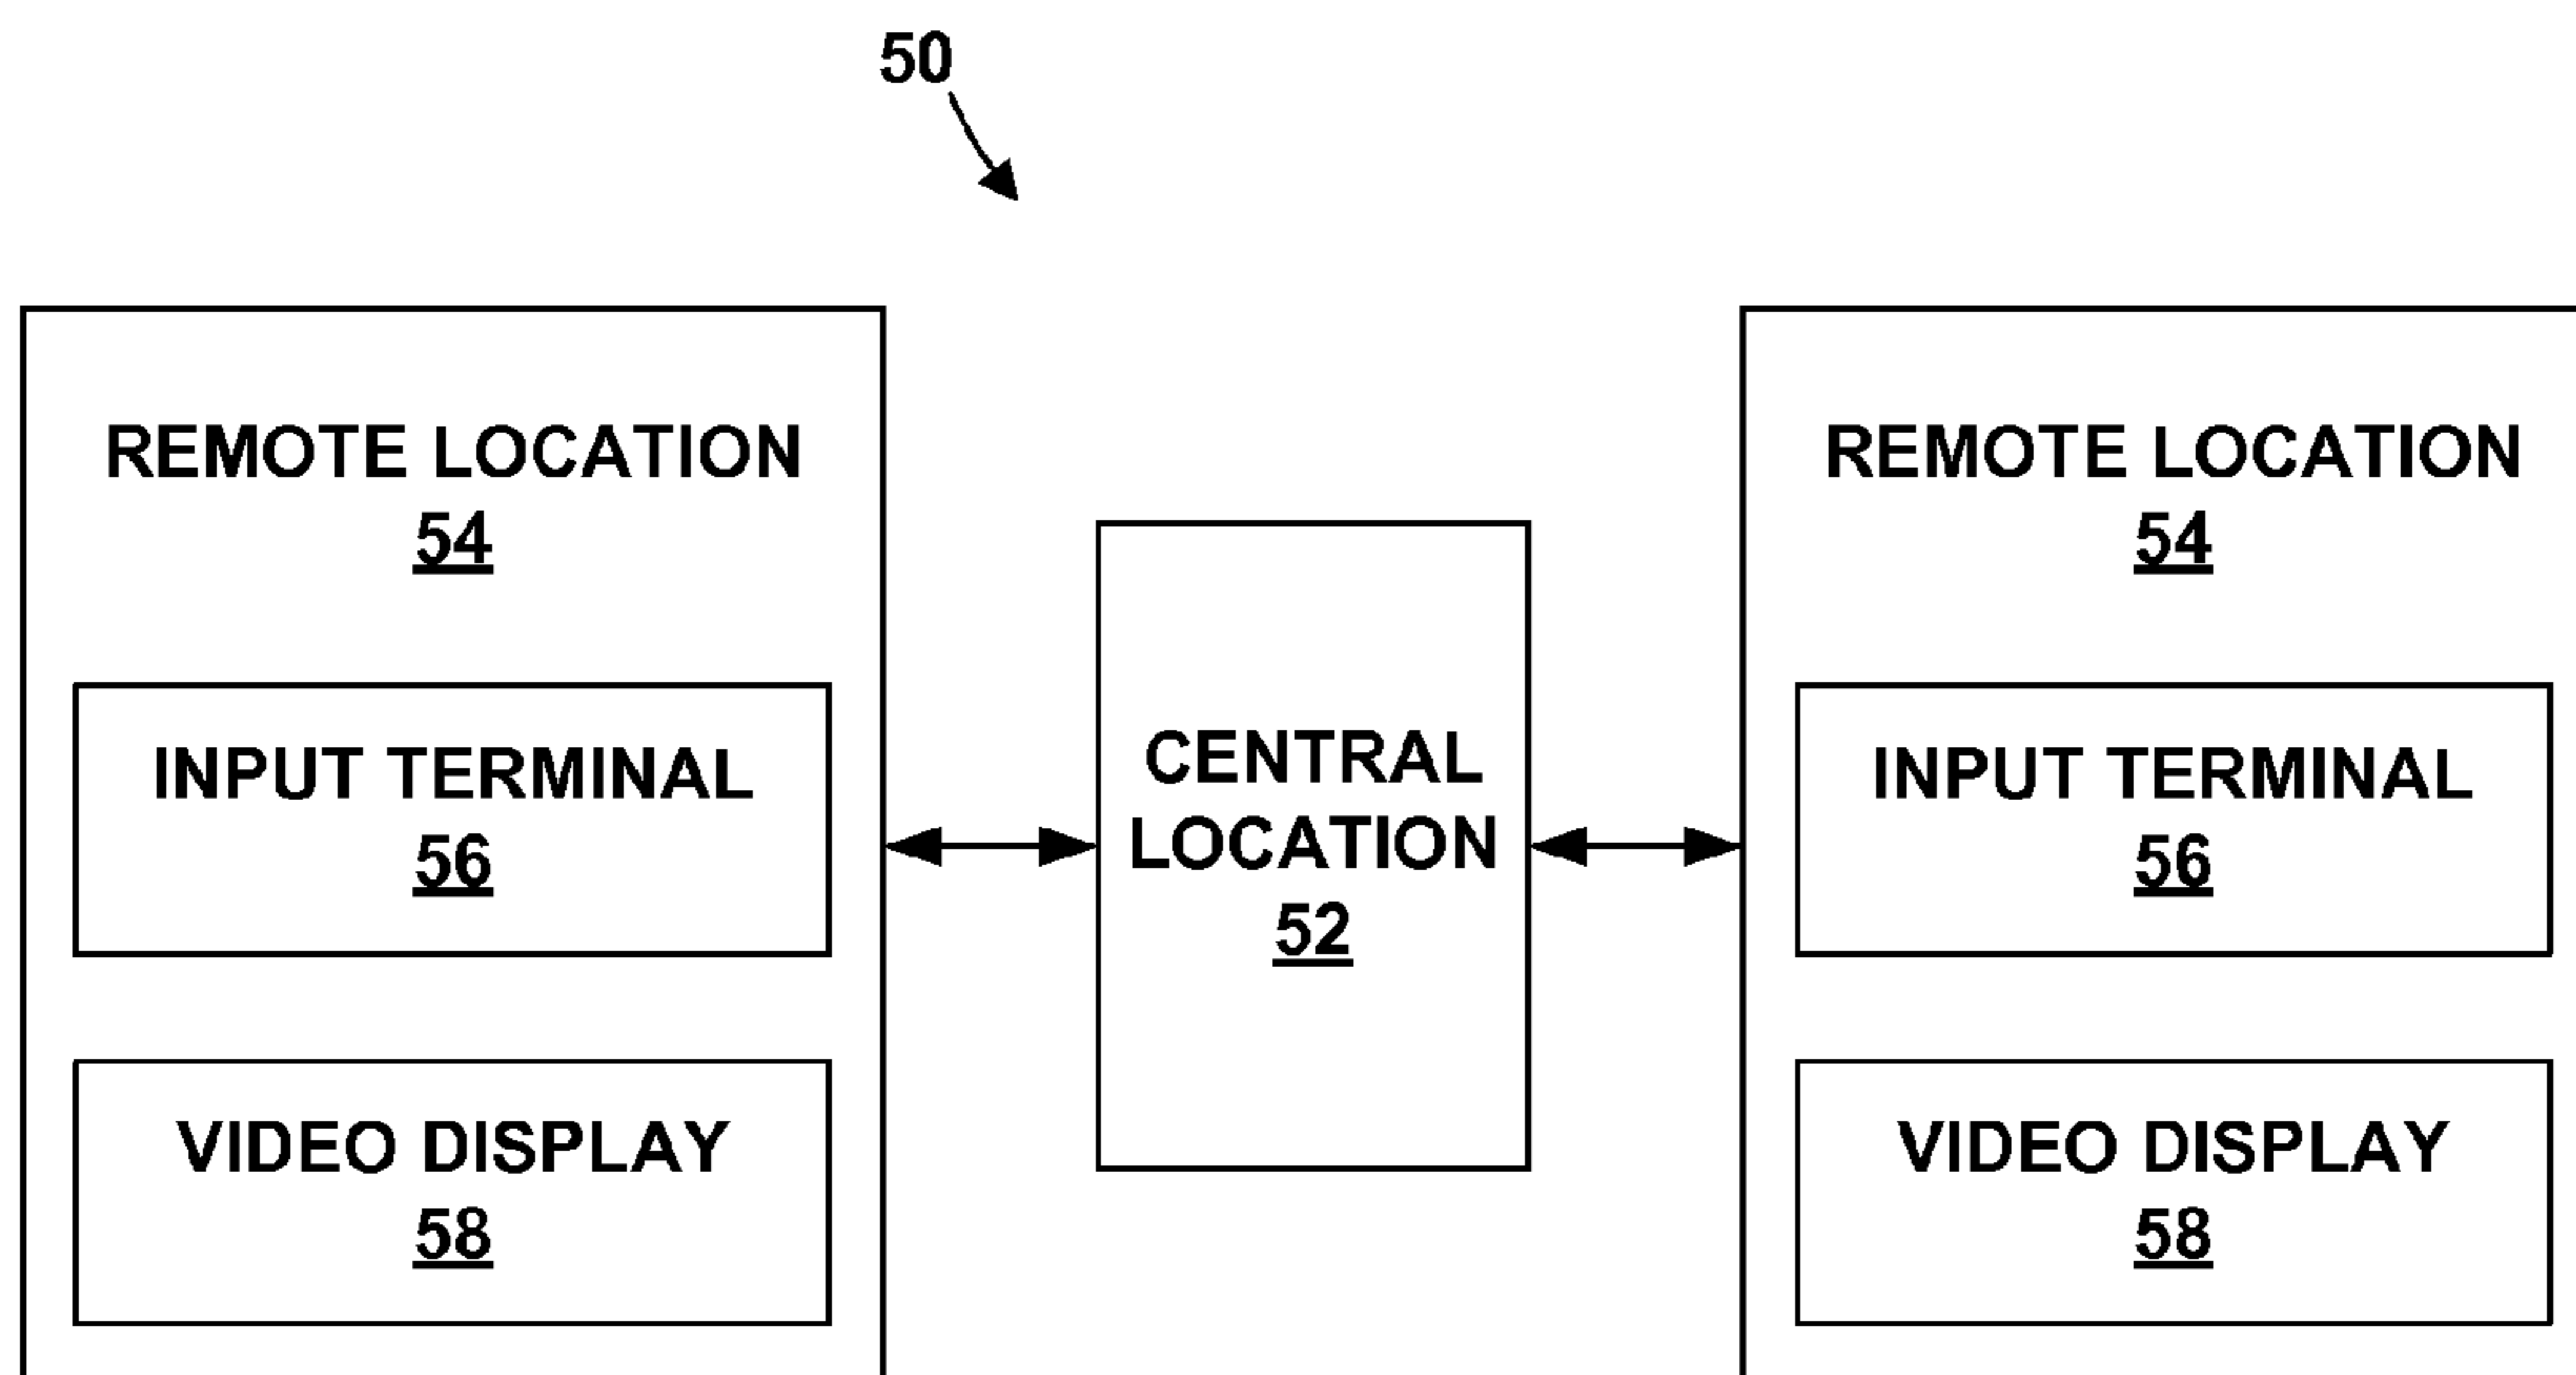 50
REMOTE LOCATION
54
INPUT TERMINAL
56
VIDEO DISPLAY
58
CENTRAL
LOCATION
52
REMOTE LOCATION
54
INPUT TERMINAL
56
VIDEO DISPLAY
58